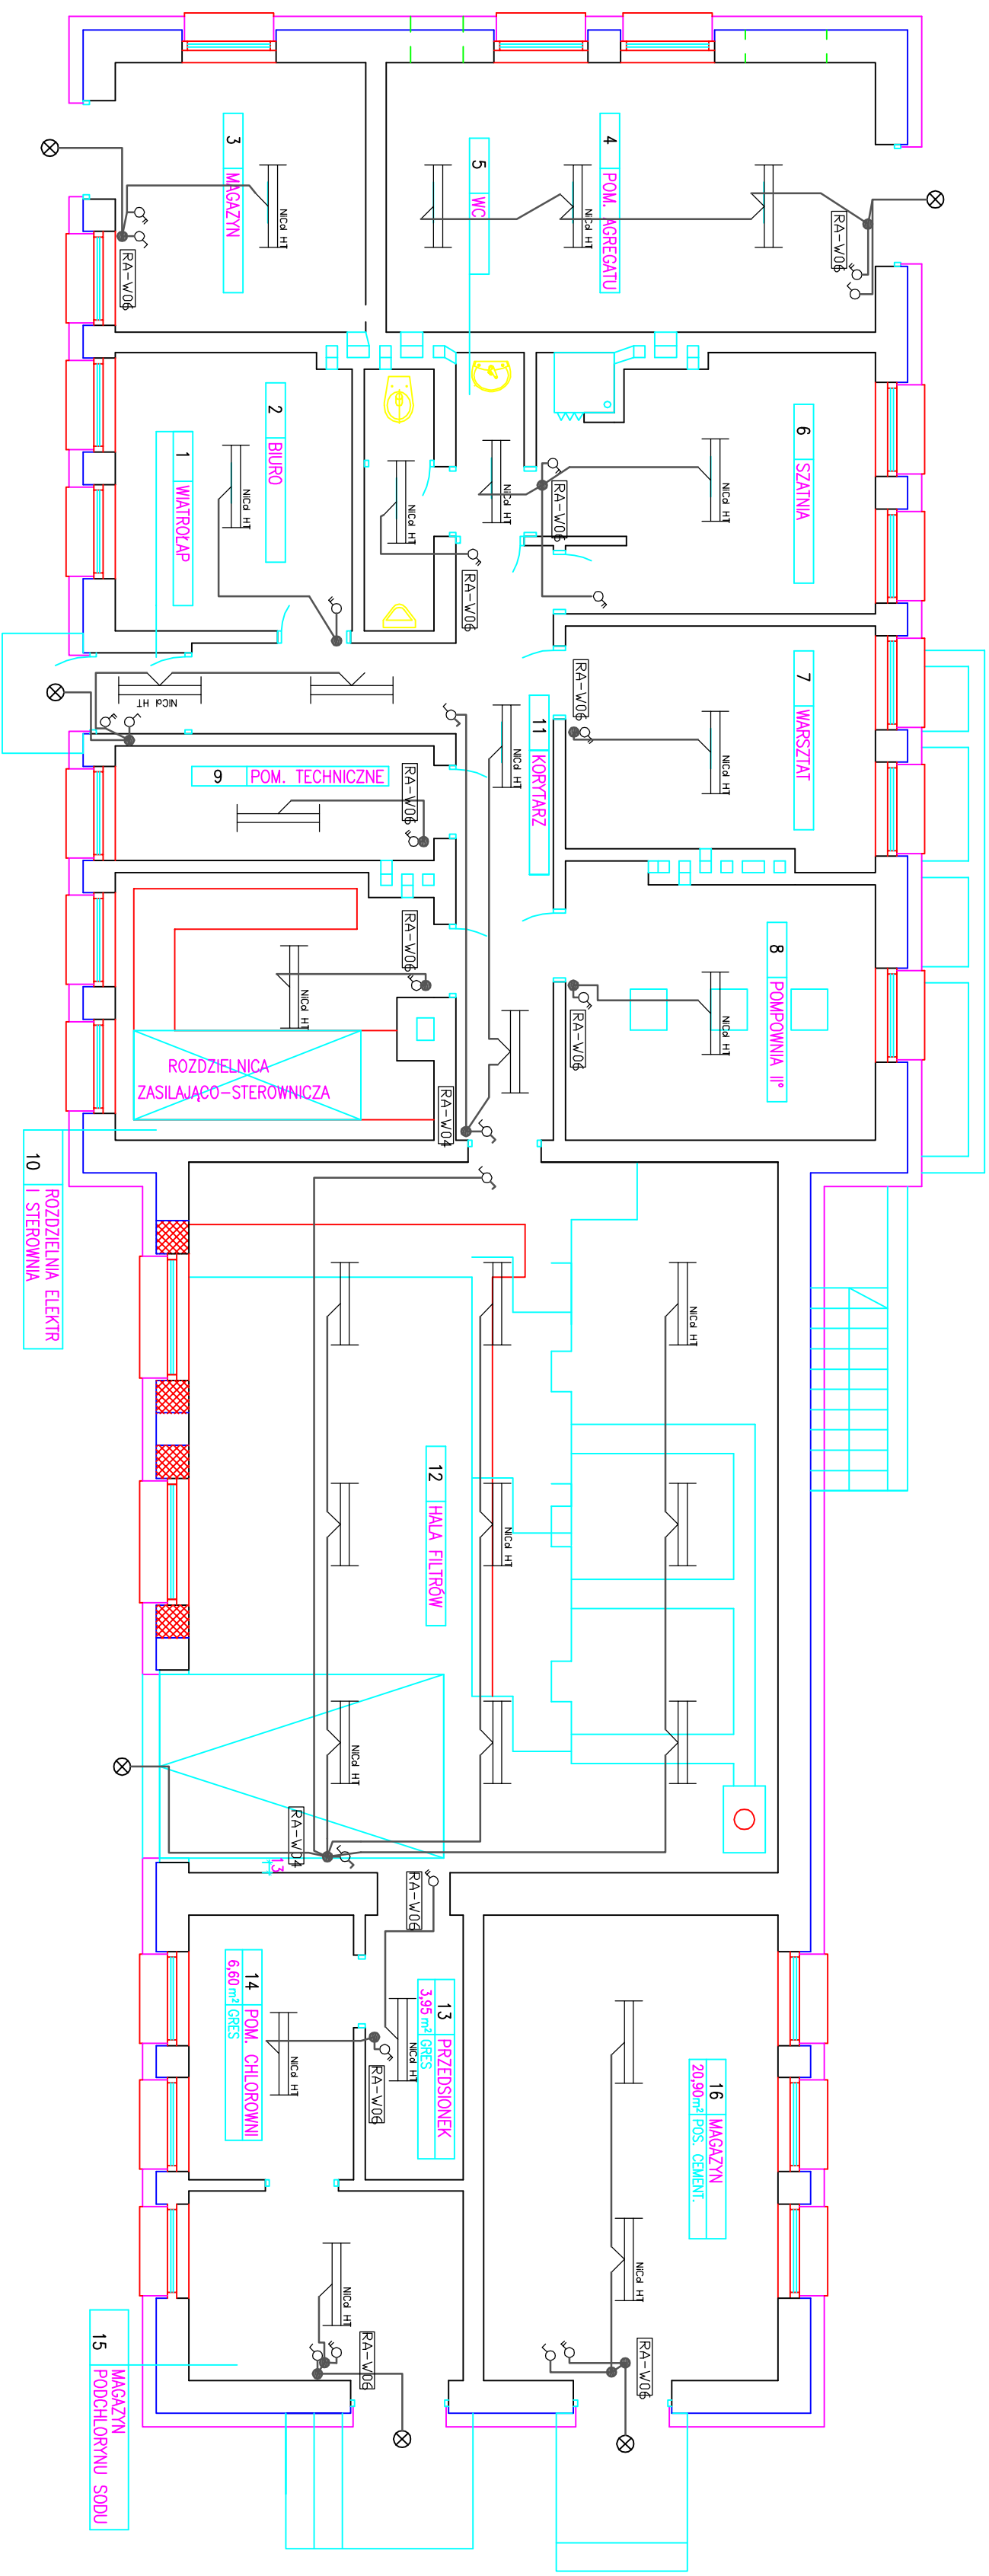 3 MAGAZYN
NiCd HT
RA-W06
4 POM. AGREGATU
5 WC
NiCd HT
RA-W06
2 BIURO
1 WIATROŁAP
NiCd HT
NiCd HT
NiCd HT
RA-W06
RA-W06
6 SZATNIA
NiCd HT
NiCd HT
7 WARSZTAT
NiCd HT
RA-W06
11 KORYTARZ
NiCd HT
9 POM. TECHNICZNE
RA-W06
8 POMPOWNIA II°
NiCd HT
RA-W06
RA-W06
NiCd HT
ROZDZIELNICA
ZASILAJĄCO-STEROWNICZA
RA-W04
10 ROZDZIELNIA ELEKTR
I STEROWNIA
NiCd HT
12 HALA FILTRÓW
NiCd HT
NiCd HT
RA-W04
13
RA-W06
14 POM. CHLOROWNI
6,60 m² GRES
NiCd HT
13 PRZEDSIONEK
3,95 m² GRES
NiCd HT
RA-W06
16 MAGAZYN
20,90 m² POS. CEMENT.
NiCd HT
NiCd HT
RA-W06
RA-W06
15 MAGAZYN
PODCHLORYNU SODU